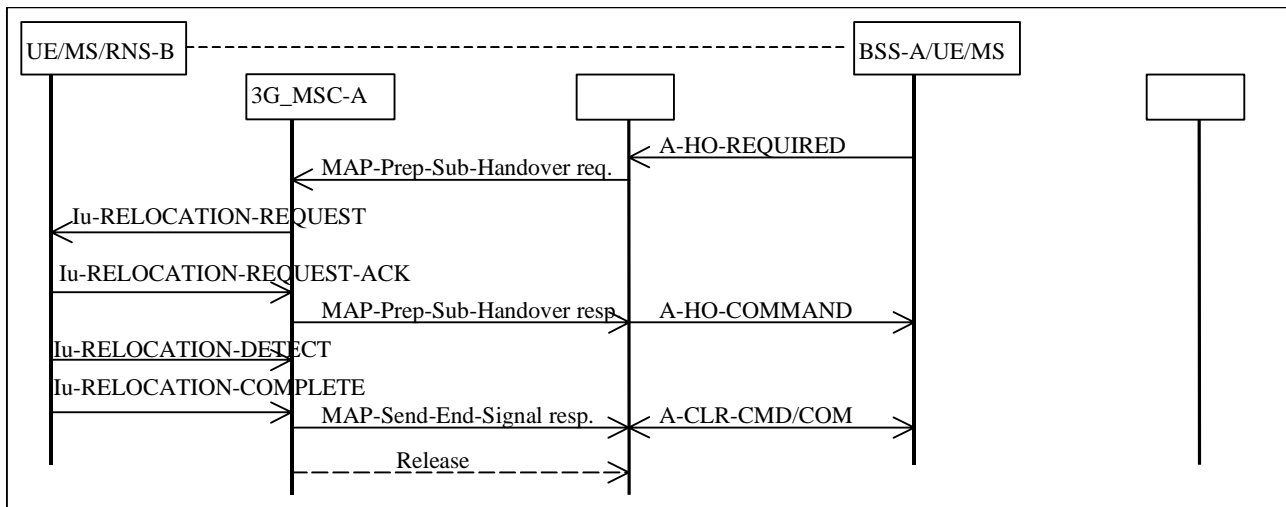 UE/MS/RNS-B
BSS-A/UE/MS
3G_MSC-A
A-HO-REQUIRED
MAP-Prep-Sub-Handover req.
Iu-RELOCATION-REQUEST
Iu-RELOCATION-REQUEST-ACK
MAP-Prep-Sub-Handover resp
A-HO-COMMAND
Iu-RELOCATION-DETECT
Iu-RELOCATION-COMPLETE
MAP-Send-End-Signal resp.
A-CLR-CMD/COM
Release